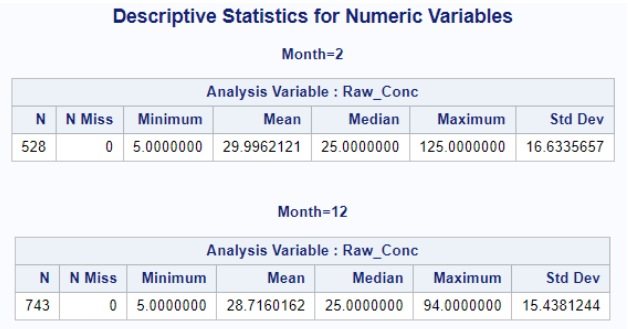 Descriptive Statistics for Numeric Variables
Month=2
Analysis Variable : Raw_Conc
N N Miss Minimum Mean Median Maximum Std Dev
528 0 5.0000000 29.9962121 25.0000000 125.0000000 16.6335657
Month=12
Analysis Variable : Raw_Conc
N N Miss Minimum Mean Median Maximum Std Dev
743 0 5.0000000 28.7160162 25.0000000 94.0000000 15.4381244